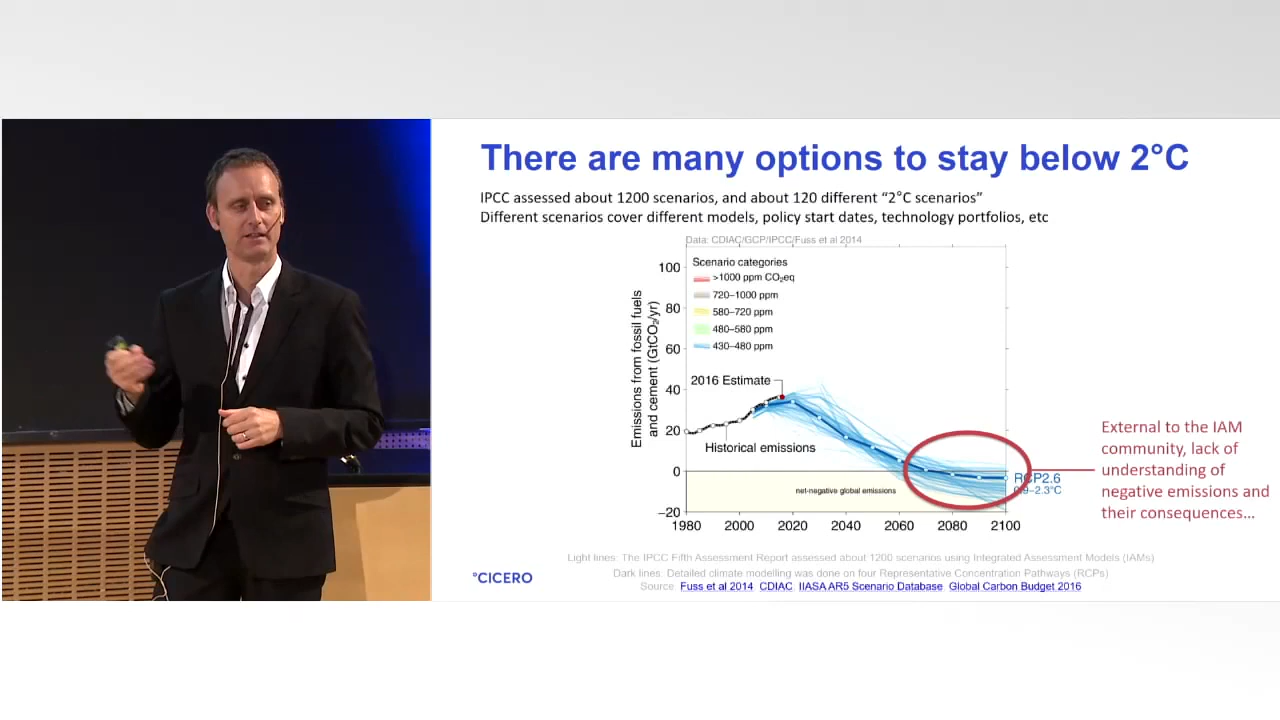 There are many options to stay below 2°C
IPCC assessed about 1200 scenarios, and about 120 different “2°C scenarios”
Different scenarios cover different models, policy start dates, technology portfolios, etc
Data: CDIAC/GCP/IPCC/Fuss et al 2014
Emissions from fossil fuels
and cement (GtCO₂/yr)
100
80
60
40
20
0
−20
Scenario categories
>1000 ppm CO₂eq
720–1000 ppm
580–720 ppm
480–580 ppm
430–480 ppm
2016 Estimate
Historical emissions
net-negative global emissions
RCP2.6
0.9–2.3°C
1980 2000 2020 2040 2060 2080 2100
External to the IAM
community, lack of
understanding of
negative emissions and
their consequences…
Light lines: The IPCC Fifth Assessment Report assessed about 1200 scenarios using Integrated Assessment Models (IAMs)
Dark lines: Detailed climate modelling was done on four Representative Concentration Pathways (RCPs)
Source: Fuss et al 2014, CDIAC, IIASA AR5 Scenario Database, Global Carbon Budget 2016
°CICERO